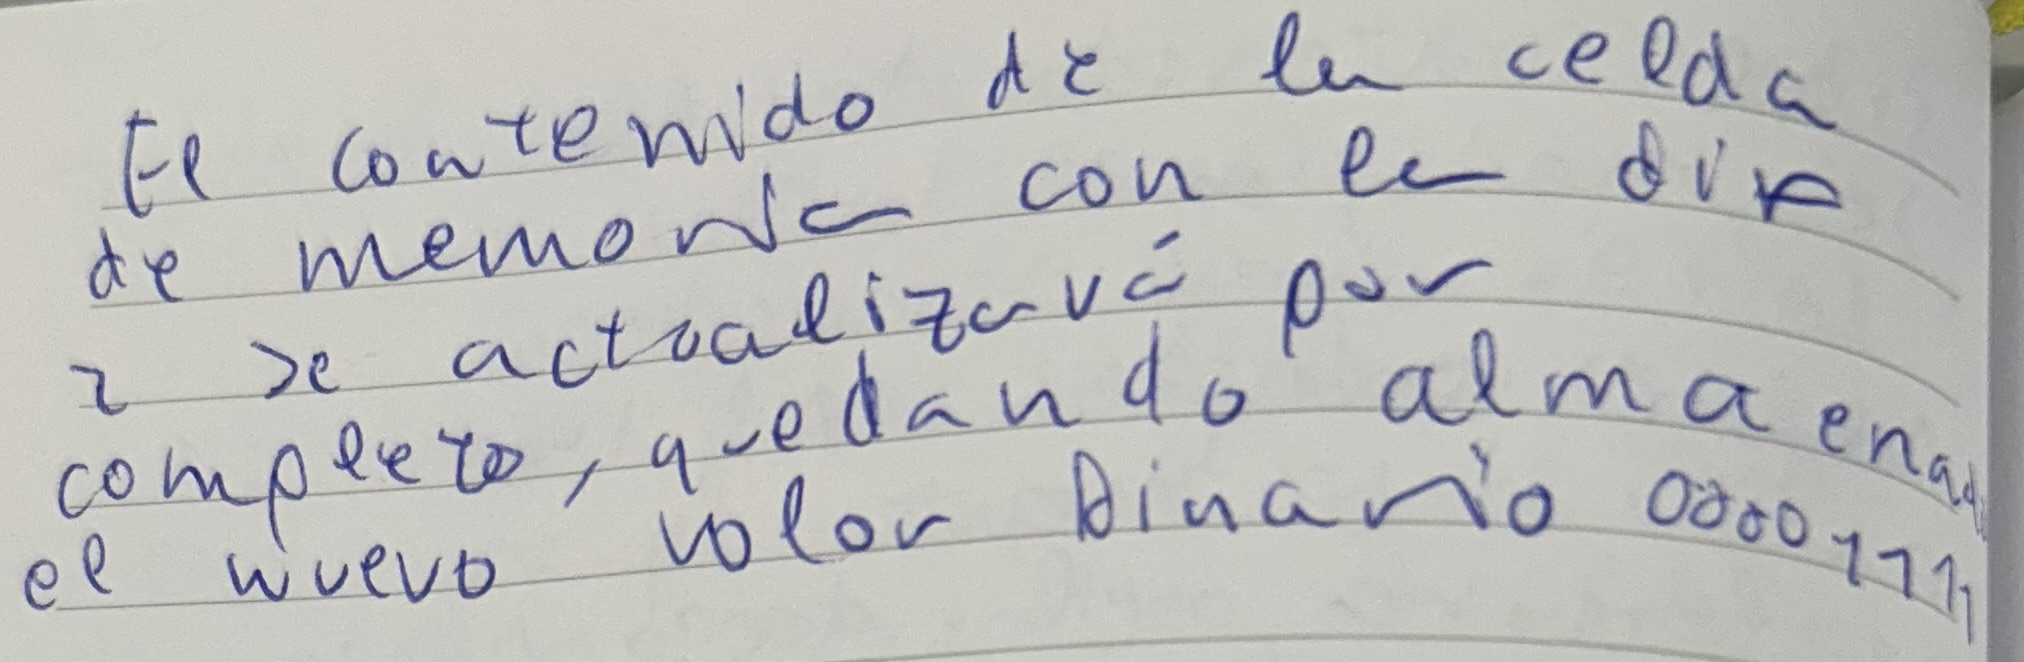 El contenido de la celda
de memoria con la dir
2 se actualizará por
completo, quedando almaenad
el nuevo valor binario 00001111